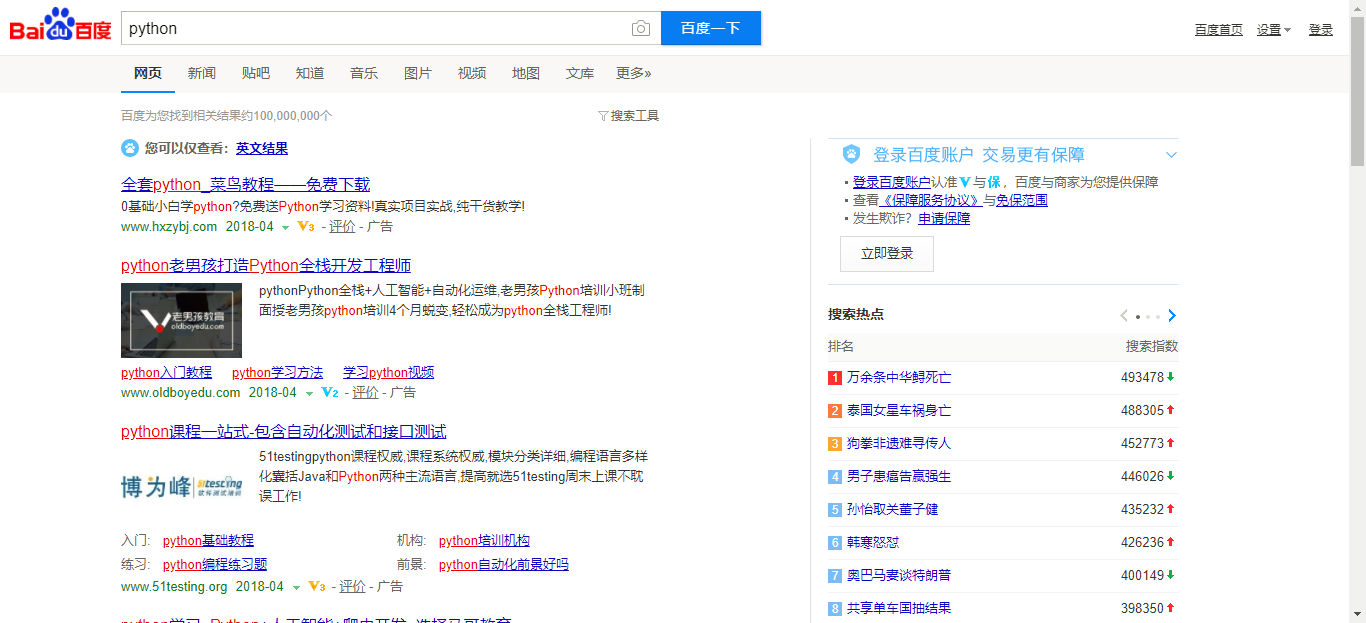 Bai du 百度
python
百度一下
百度首页 设置 登录
网页 新闻 贴吧 知道 音乐 图片 视频 地图 文库 更多»
百度为您找到相关结果约100,000,000个
搜索工具
您可以仅查看：英文结果
全套python_菜鸟教程——免费下载
0基础小白学python?免费送Python学习资料!真实项目实战,纯干货教学!
www.hxzybj.com 2018-04 V3 - 评价 - 广告
python老男孩打造Python全栈开发工程师
老男孩教育
oldboyedu.com
pythonPython全栈+人工智能+自动化运维,老男孩Python培训小班制
面授老男孩python培训4个月蜕变,轻松成为python全栈工程师!
python入门教程 python学习方法 学习python视频
www.oldboyedu.com 2018-04 V2 - 评价 - 广告
python课程一站式-包含自动化测试和接口测试
博为峰 51testing
软件测试培训
51testingpython课程权威,课程系统权威,模块分类详细,编程语言多样
化囊括Java和Python两种主流语言,提高就选51testing周末上课不耽
误工作!
入门: python基础教程 机构: python培训机构
练习: python编程练习题 前景: python自动化前景好吗
www.51testing.org 2018-04 V3 - 评价 - 广告
登录百度账户 交易更有保障
登录百度账户认准V与保，百度与商家为您提供保障
查看《保障服务协议》与免保范围
发生欺诈？申请保障
立即登录
搜索热点
排名 搜索指数
1 万余条中华鲟死亡 493478
2 泰国女星车祸身亡 488305
3 狗拳非遗难寻传人 452773
4 男子患癌告赢强生 446026
5 孙怡取关董子健 435232
6 韩寒怒怼 426236
7 奥巴马妻谈特朗普 400149
8 共享单车国抽结果 398350